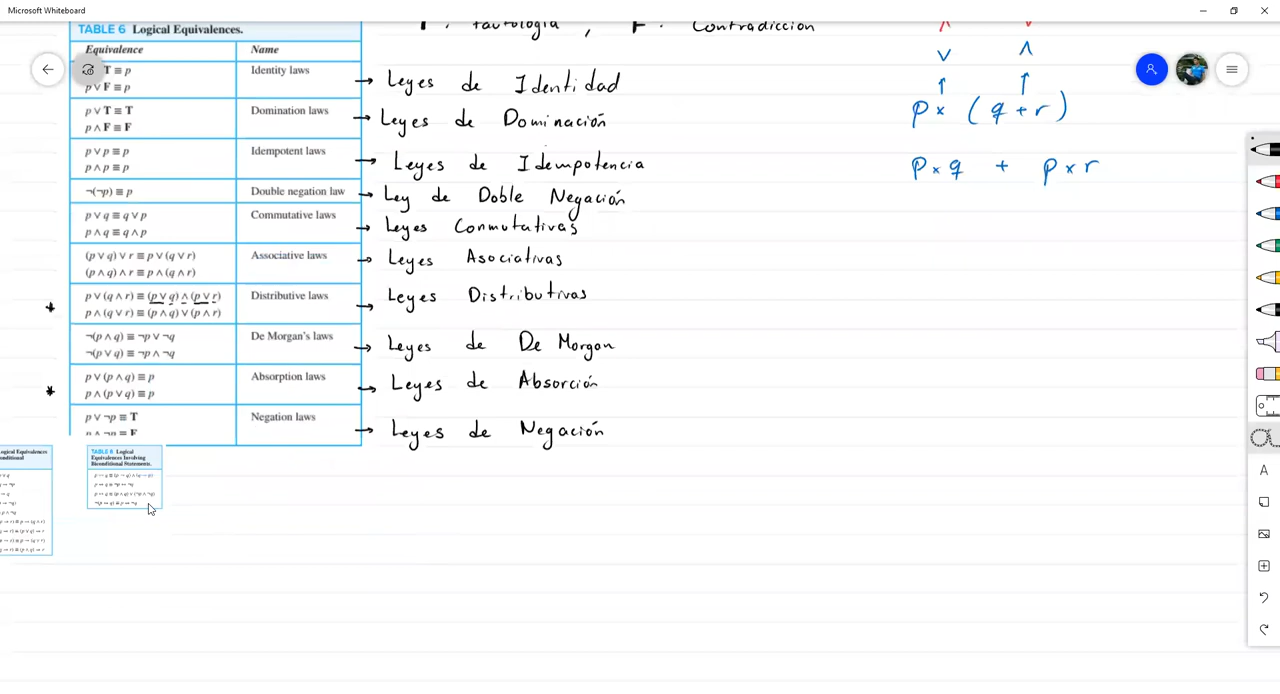 Microsoft Whiteboard
T : Tautología , F : Contradicción
TABLE 6 Logical Equivalences.
Equivalence Name
T ≡ p Identity laws
p ∨ F ≡ p
→ Leyes de Identidad
p ∨ T ≡ T Domination laws
p ∧ F ≡ F
→ Leyes de Dominación
p ∨ p ≡ p Idempotent laws
p ∧ p ≡ p
→ Leyes de Idempotencia
¬(¬p) ≡ p Double negation law
→ Ley de Doble Negación
p ∨ q ≡ q ∨ p Commutative laws
p ∧ q ≡ q ∧ p
→ Leyes Conmutativas
(p ∨ q) ∨ r ≡ p ∨ (q ∨ r) Associative laws
(p ∧ q) ∧ r ≡ p ∧ (q ∧ r)
→ Leyes Asociativas
p ∨ (q ∧ r) ≡ (p ∨ q) ∧ (p ∨ r) Distributive laws
p ∧ (q ∨ r) ≡ (p ∧ q) ∨ (p ∧ r)
→ Leyes Distributivas
¬(p ∧ q) ≡ ¬p ∨ ¬q De Morgan's laws
¬(p ∨ q) ≡ ¬p ∧ ¬q
→ Leyes de De Morgan
p ∨ (p ∧ q) ≡ p Absorption laws
p ∧ (p ∨ q) ≡ p
→ Leyes de Absorción
p ∨ ¬p ≡ T Negation laws
p ∧ ¬p ≡ F
→ Leyes de Negación
∧ ∨
∨ ∧
↑ ↑
p × (q + r)
p × q + p × r
TABLE 8 Logical
Equivalences Involving
Biconditional Statements.
p ↔ q ≡ (p → q) ∧ (q → p)
p ↔ q ≡ ¬p ↔ ¬q
p ↔ q ≡ (p ∧ q) ∨ (¬p ∧ ¬q)
¬(p ↔ q) ≡ p ↔ ¬q
A